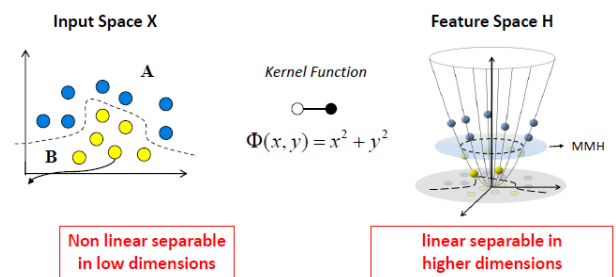 Input Space X
Feature Space H
A
B
Kernel Function
Φ(x, y) = x² + y²
MMH
Non linear separable
in low dimensions
linear separable in
higher dimensions